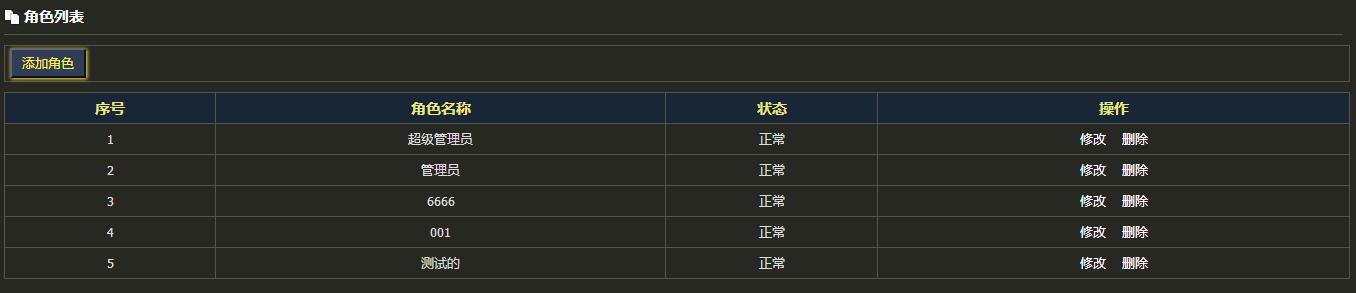 角色列表
添加角色
序号 角色名称 状态 操作
1 超级管理员 正常 修改 删除
2 管理员 正常 修改 删除
3 6666 正常 修改 删除
4 001 正常 修改 删除
5 测试的 正常 修改 删除